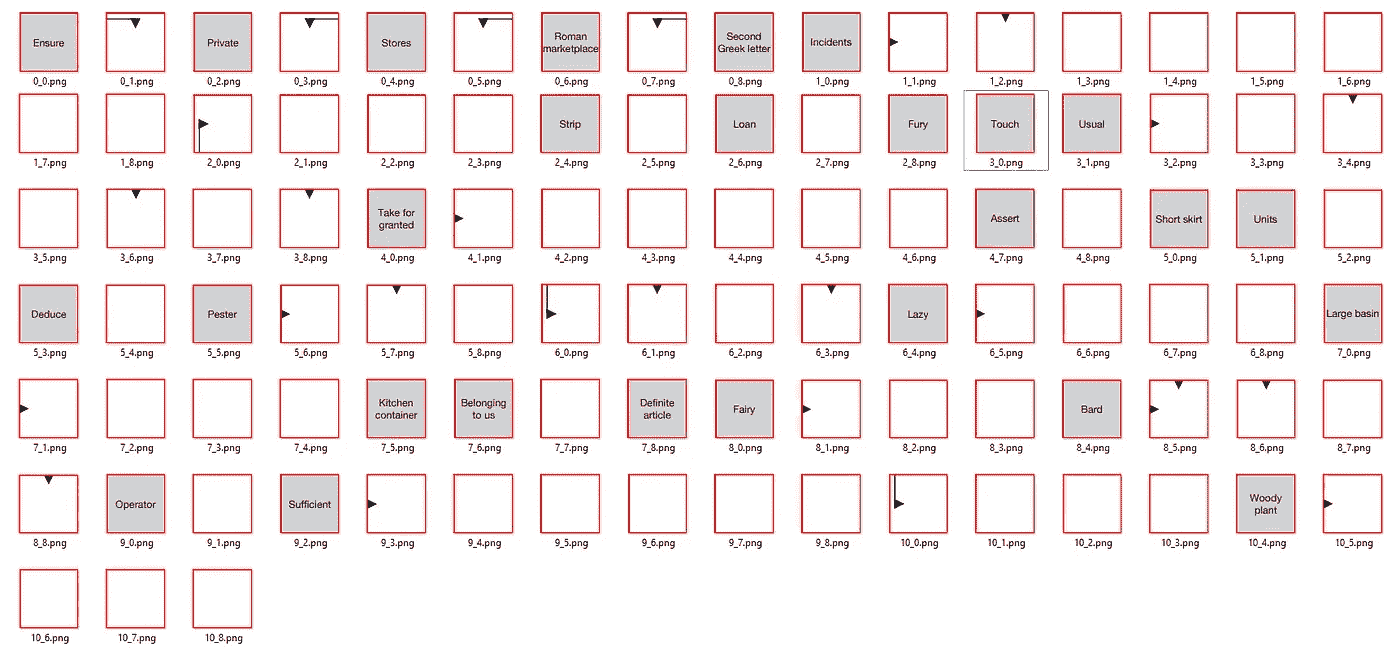 Ensure
Private
Stores
Roman
marketplace
Second
Greek letter
Incidents
0_0.png 0_1.png 0_2.png 0_3.png 0_4.png 0_5.png 0_6.png 0_7.png 0_8.png 1_0.png 1_1.png 1_2.png 1_3.png 1_4.png 1_5.png 1_6.png
Strip
Loan
Fury
Touch
Usual
1_7.png 1_8.png 2_0.png 2_1.png 2_2.png 2_3.png 2_4.png 2_5.png 2_6.png 2_7.png 2_8.png 3_0.png 3_1.png 3_2.png 3_3.png 3_4.png
Take for
granted
Assert
Short skirt
Units
3_5.png 3_6.png 3_7.png 3_8.png 4_0.png 4_1.png 4_2.png 4_3.png 4_4.png 4_5.png 4_6.png 4_7.png 4_8.png 5_0.png 5_1.png 5_2.png
Deduce
Pester
Lazy
Large basin
5_3.png 5_4.png 5_5.png 5_6.png 5_7.png 5_8.png 6_0.png 6_1.png 6_2.png 6_3.png 6_4.png 6_5.png 6_6.png 6_7.png 6_8.png 7_0.png
Kitchen
container
Belonging
to us
Definite
article
Fairy
Bard
7_1.png 7_2.png 7_3.png 7_4.png 7_5.png 7_6.png 7_7.png 7_8.png 8_0.png 8_1.png 8_2.png 8_3.png 8_4.png 8_5.png 8_6.png 8_7.png
Operator
Sufficient
Woody
plant
8_8.png 9_0.png 9_1.png 9_2.png 9_3.png 9_4.png 9_5.png 9_6.png 9_7.png 9_8.png 10_0.png 10_1.png 10_2.png 10_3.png 10_4.png 10_5.png
10_6.png 10_7.png 10_8.png